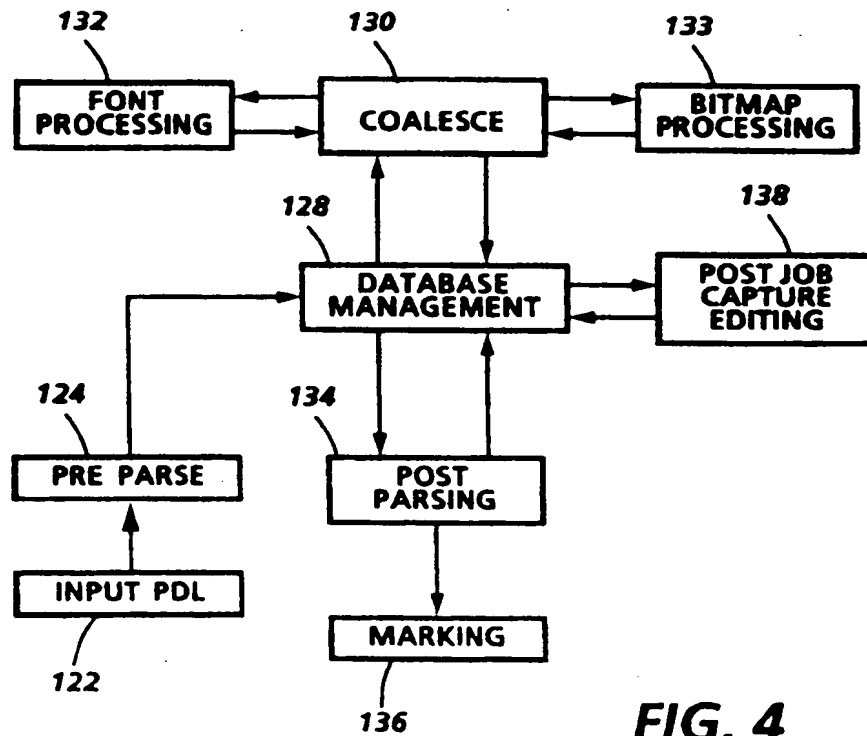 132
130
133
FONT
PROCESSING
COALESCE
BITMAP
PROCESSING
128
138
DATABASE
MANAGEMENT
POST JOB
CAPTURE
EDITING
124
134
PRE PARSE
POST
PARSING
INPUT PDL
MARKING
122
136
FIG. 4